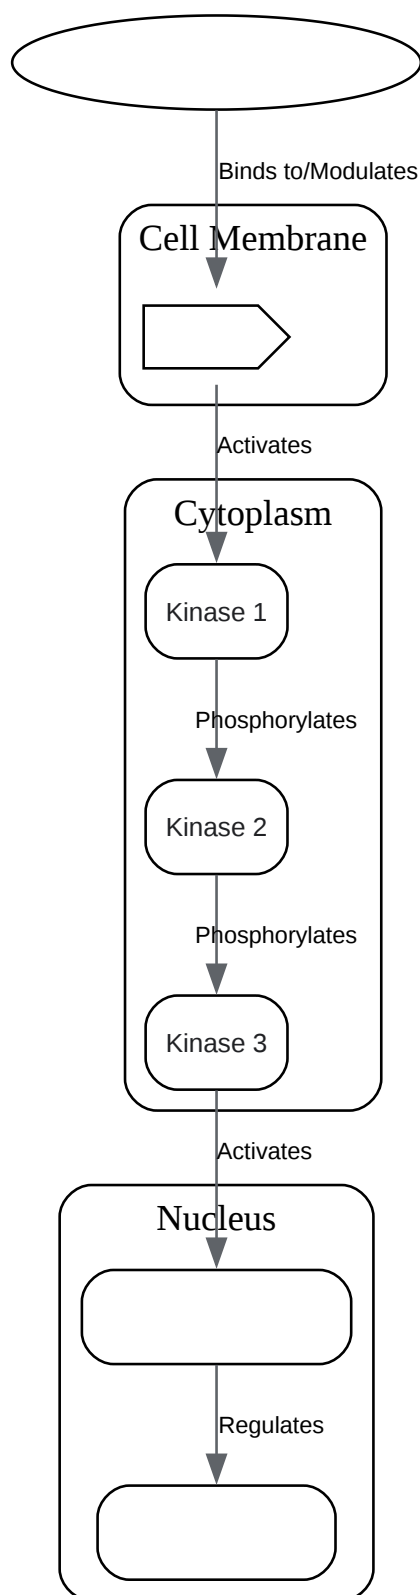 Binds to/Modulates
Cell Membrane
Activates
Cytoplasm
Kinase 1
Phosphorylates
Kinase 2
Phosphorylates
Kinase 3
Activates
Nucleus
Regulates